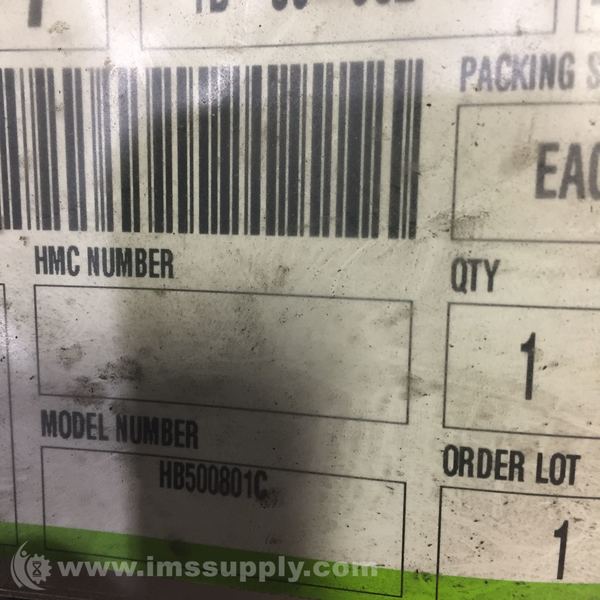 PACKING
EAC
HMC NUMBER
QTY
1
MODEL NUMBER
HB500801C
ORDER LOT
1
www.imssupply.com